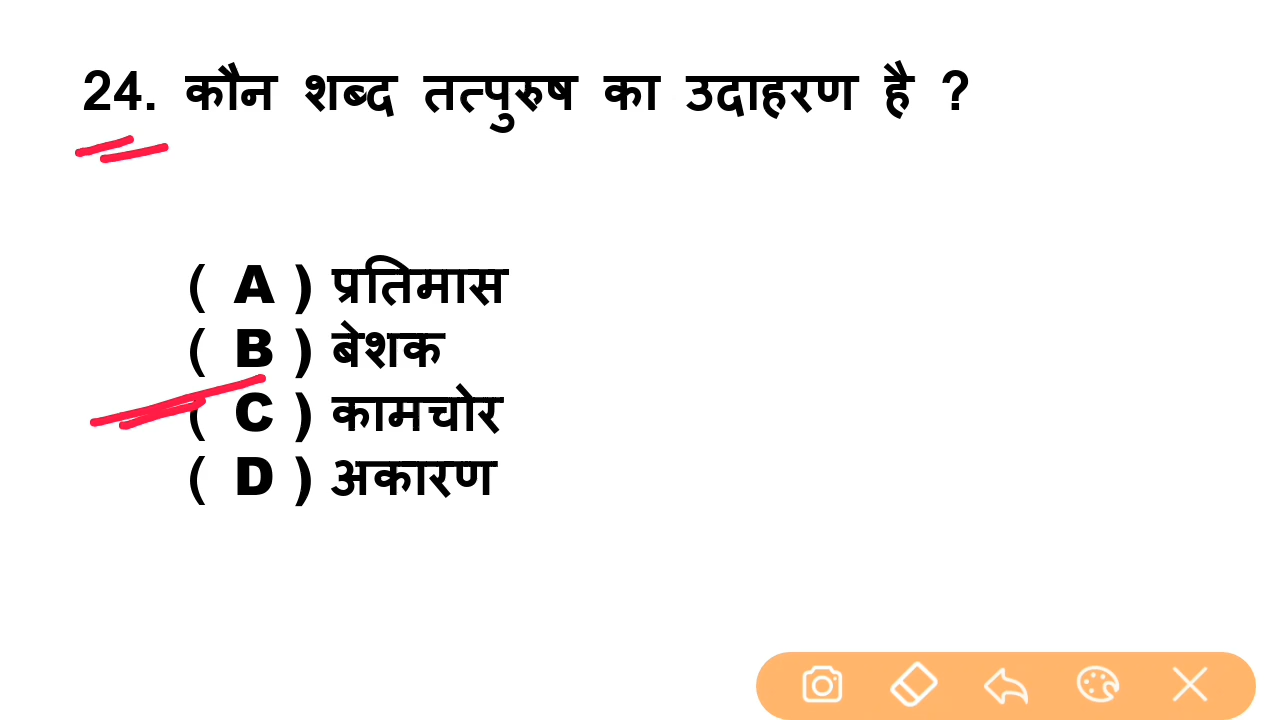 24. कौन शब्द तत्पुरुष का उदाहरण है ?
( A ) प्रतिमास
( B ) बेशक
( C ) कामचोर
( D ) अकारण